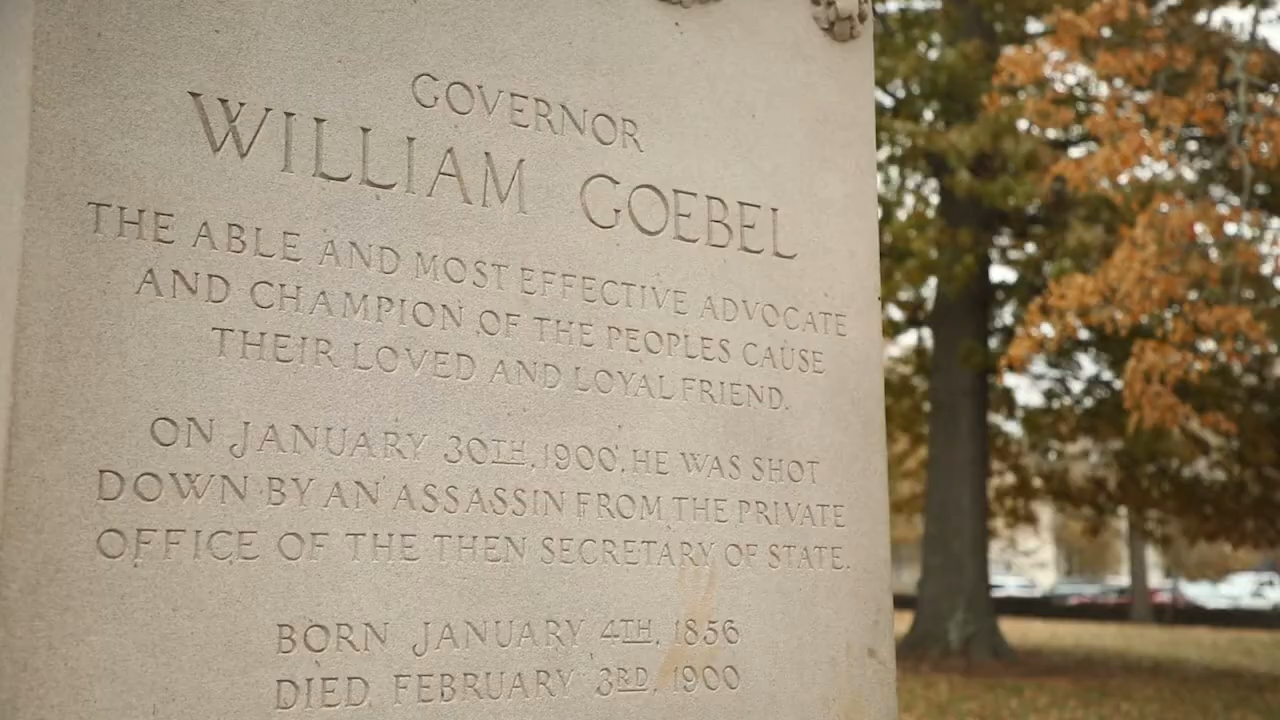 GOVERNOR
WILLIAM GOEBEL
THE ABLE AND MOST EFFECTIVE ADVOCATE
AND CHAMPION OF THE PEOPLES CAUSE
THEIR LOVED AND LOYAL FRIEND.
ON JANUARY 30TH, 1900, HE WAS SHOT
DOWN BY AN ASSASSIN FROM THE PRIVATE
OFFICE OF THE THEN SECRETARY OF STATE.
BORN JANUARY 4TH, 1856
DIED FEBRUARY 3RD, 1900